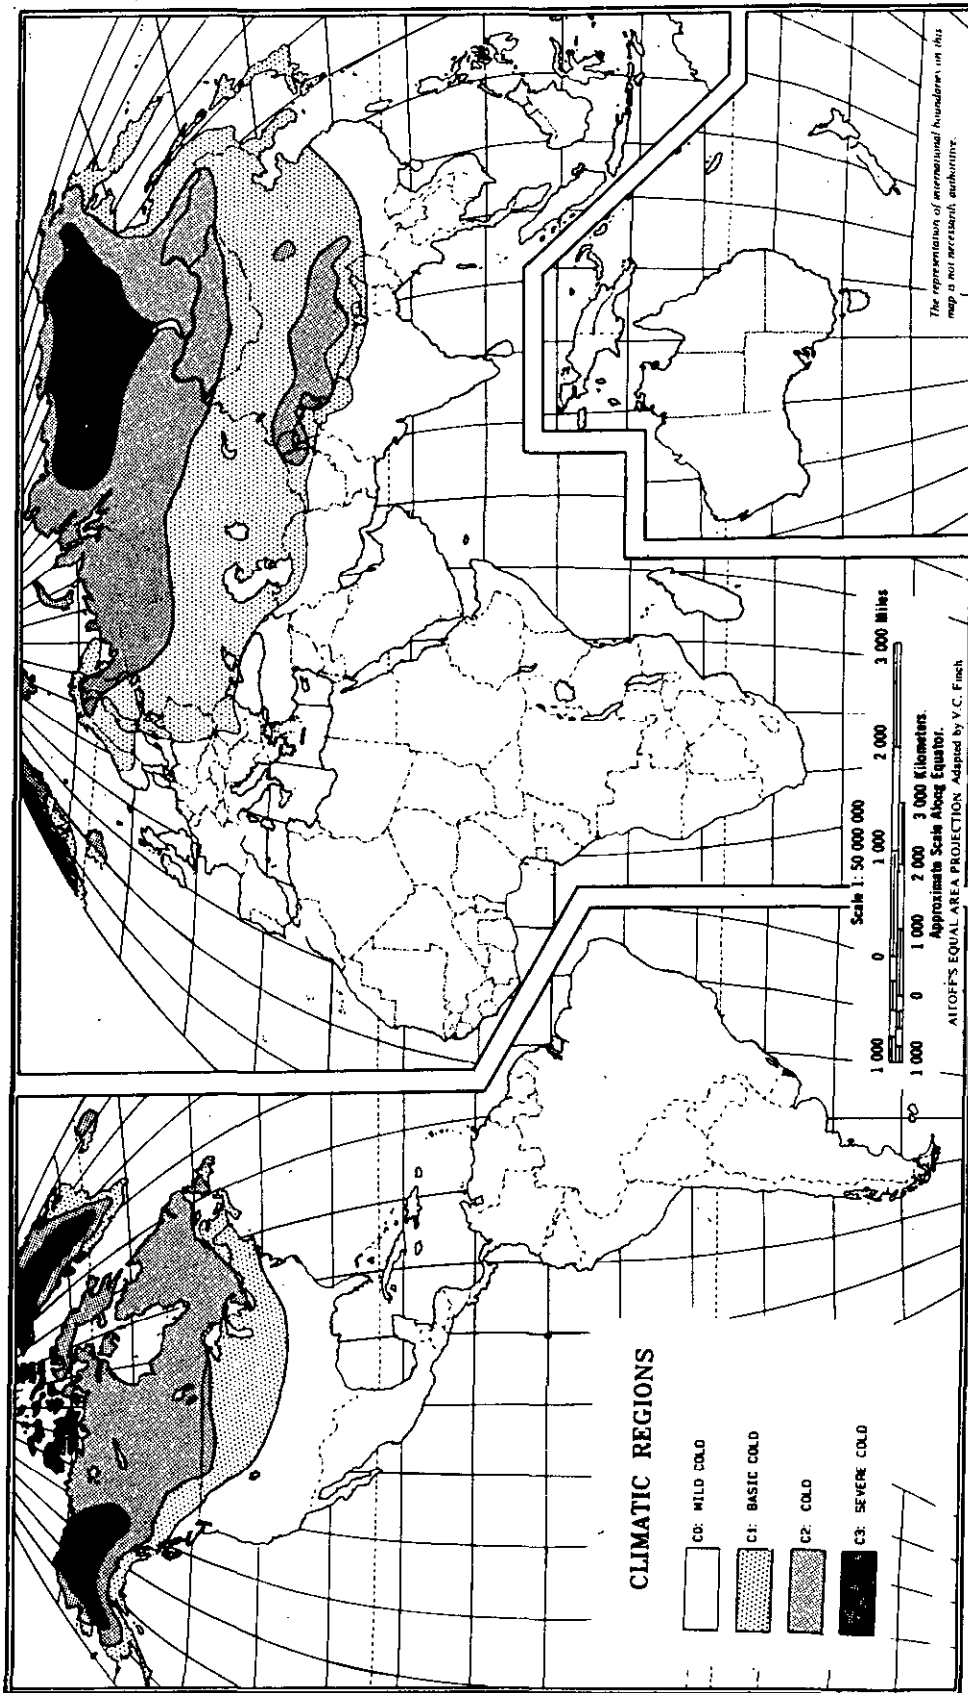 CLIMATIC REGIONS
C0: MILD COLD
C1: BASIC COLD
C2: COLD
C3: SEVERE COLD
Scale 1: 50 000 000
1 000 0 1 000 2 000 3 000 Miles
1 000 0 1 000 2 000 3 000 Kilometers.
Approximate Scale Along Equator.
AITOFF'S EQUAL AREA PROJECTION Adapted by V.C. Finch
The representation of international boundaries on this
map is not necessarily authoritative.